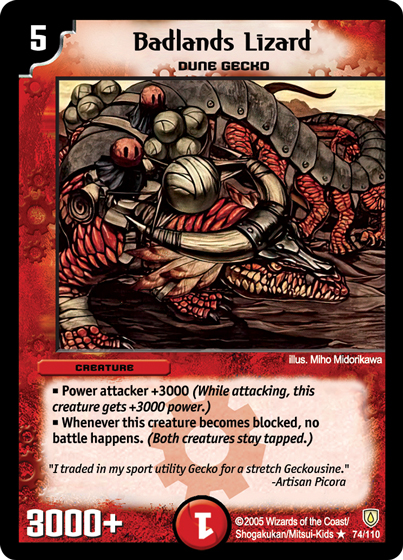 5
Badlands Lizard
DUNE GECKO
illus. Miho Midorikawa
CREATURE
▪ Power attacker +3000 (While attacking, this
creature gets +3000 power.)
▪ Whenever this creature becomes blocked, no
battle happens. (Both creatures stay tapped.)
"I traded in my sport utility Gecko for a stretch Geckousine."
-Artisan Picora
3000+
1
©2005 Wizards of the Coast/
Shogakukan/Mitsui-Kids ★ 74/110